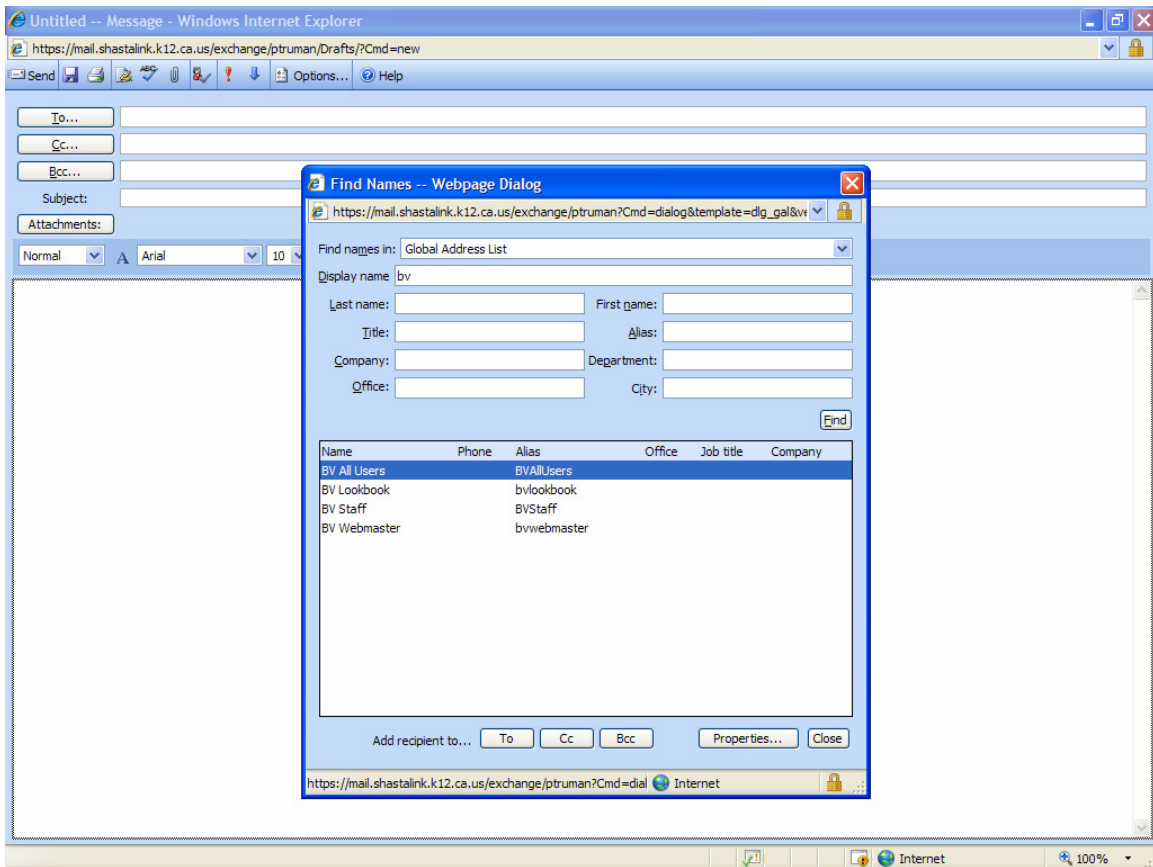 Untitled -- Message - Windows Internet Explorer
https://mail.shastalink.k12.ca.us/exchange/ptruman/Drafts/?Cmd=new
Send ABC Options... Help
To...
Cc...
Bcc...
Subject:
Attachments:
Normal A Arial 10
Find Names -- Webpage Dialog
https://mail.shastalink.k12.ca.us/exchange/ptruman?Cmd=dialog&template=dlg_gal&ve
Find names in: Global Address List
Display name bv
Last name: First name:
Title: Alias:
Company: Department:
Office: City:
Find
Name Phone Alias Office Job title Company
BV All Users BVAllUsers
BV Lookbook bvlookbook
BV Staff BVStaff
BV Webmaster bvwebmaster
Add recipient to... To Cc Bcc Properties... Close
https://mail.shastalink.k12.ca.us/exchange/ptruman?Cmd=dial Internet
Internet 100%